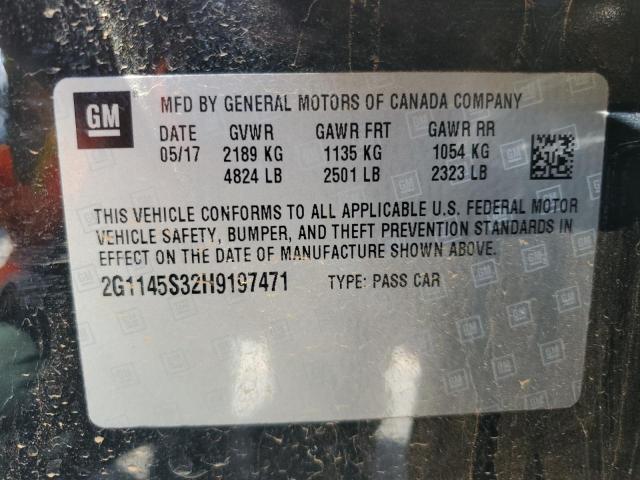 GM
MFD BY GENERAL MOTORS OF CANADA COMPANY
DATE GVWR GAWR FRT GAWR RR
05/17 2189 KG 1135 KG 1054 KG
4824 LB 2501 LB 2323 LB
THIS VEHICLE CONFORMS TO ALL APPLICABLE U.S. FEDERAL MOTOR
VEHICLE SAFETY, BUMPER, AND THEFT PREVENTION STANDARDS IN
EFFECT ON THE DATE OF MANUFACTURE SHOWN ABOVE.
2G1145S32H9197471 TYPE: PASS CAR